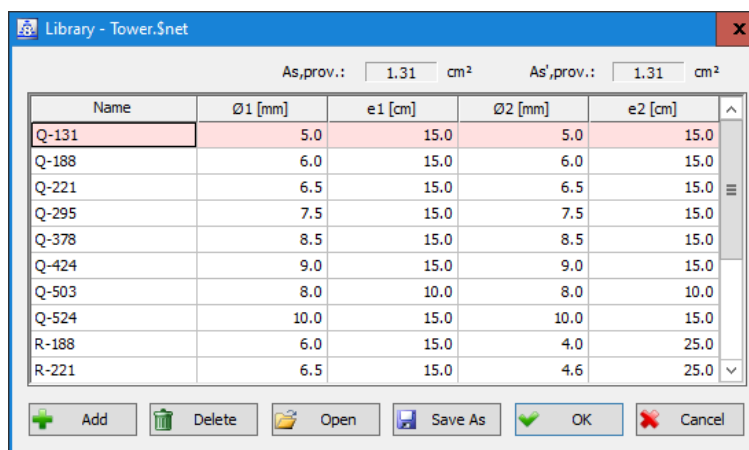 Library - Tower.$net
x
As,prov.: 1.31 cm² As',prov.: 1.31 cm²
Name Ø1 [mm] e1 [cm] Ø2 [mm] e2 [cm]
Q-131 5.0 15.0 5.0 15.0
Q-188 6.0 15.0 6.0 15.0
Q-221 6.5 15.0 6.5 15.0
Q-295 7.5 15.0 7.5 15.0
Q-378 8.5 15.0 8.5 15.0
Q-424 9.0 15.0 9.0 15.0
Q-503 8.0 10.0 8.0 10.0
Q-524 10.0 15.0 10.0 15.0
R-188 6.0 15.0 4.0 25.0
R-221 6.5 15.0 4.6 25.0
Add Delete Open Save As OK Cancel